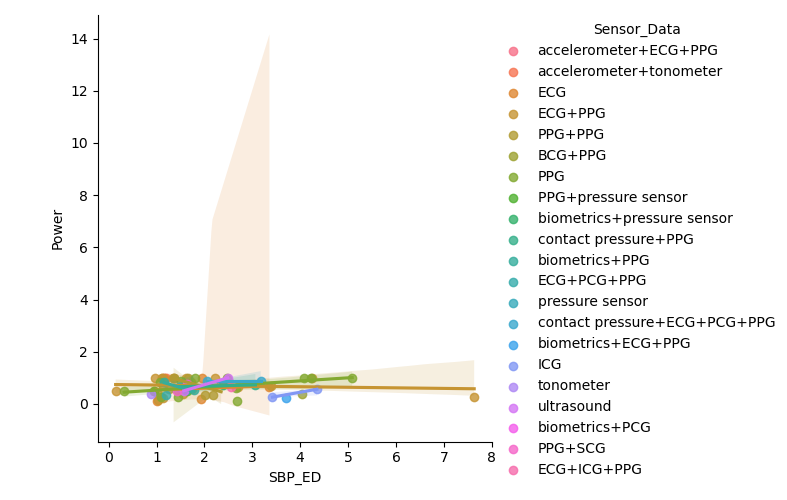 Sensor_Data
accelerometer+ECG+PPG
accelerometer+tonometer
ECG
ECG+PPG
PPG+PPG
BCG+PPG
PPG
PPG+pressure sensor
biometrics+pressure sensor
contact pressure+PPG
biometrics+PPG
ECG+PCG+PPG
pressure sensor
contact pressure+ECG+PCG+PPG
biometrics+ECG+PPG
ICG
tonometer
ultrasound
biometrics+PCG
PPG+SCG
ECG+ICG+PPG
Power
14
12
10
8
6
4
2
0
0 1 2 3 4 5 6 7 8
SBP_ED